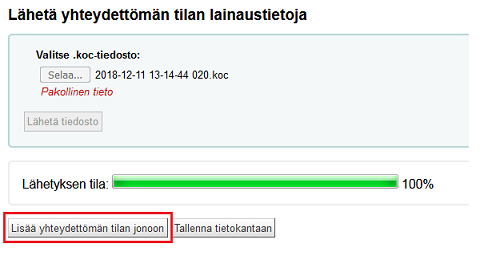 Lähetä yhteydettömän tilan lainaustietoja
Valitse .koc-tiedosto:
Selaa... 2018-12-11 13-14-44 020.koc
Pakollinen tieto
Lähetä tiedosto
Lähetyksen tila: 100%
Lisää yhteydettömän tilan jonoon Tallenna tietokantaan